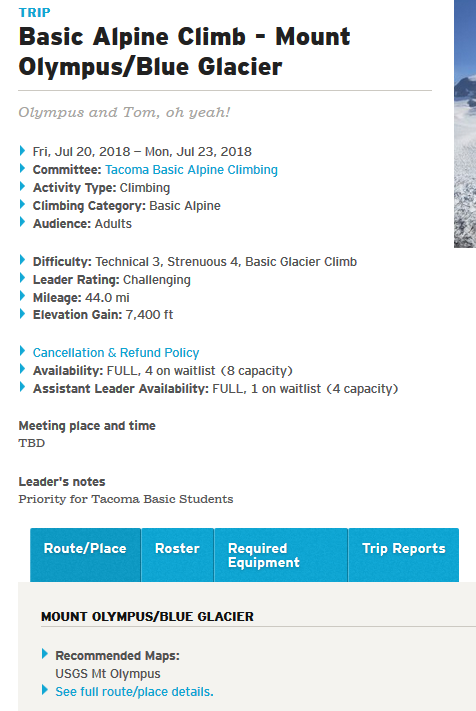 TRIP
Basic Alpine Climb - Mount
Olympus/Blue Glacier
Olympus and Tom, oh yeah!
Fri, Jul 20, 2018 – Mon, Jul 23, 2018
Committee: Tacoma Basic Alpine Climbing
Activity Type: Climbing
Climbing Category: Basic Alpine
Audience: Adults
Difficulty: Technical 3, Strenuous 4, Basic Glacier Climb
Leader Rating: Challenging
Mileage: 44.0 mi
Elevation Gain: 7,400 ft
Cancellation & Refund Policy
Availability: FULL, 4 on waitlist (8 capacity)
Assistant Leader Availability: FULL, 1 on waitlist (4 capacity)
Meeting place and time
TBD
Leader's notes
Priority for Tacoma Basic Students
Route/Place Roster Required Trip Reports
Equipment
MOUNT OLYMPUS/BLUE GLACIER
Recommended Maps:
USGS Mt Olympus
See full route/place details.